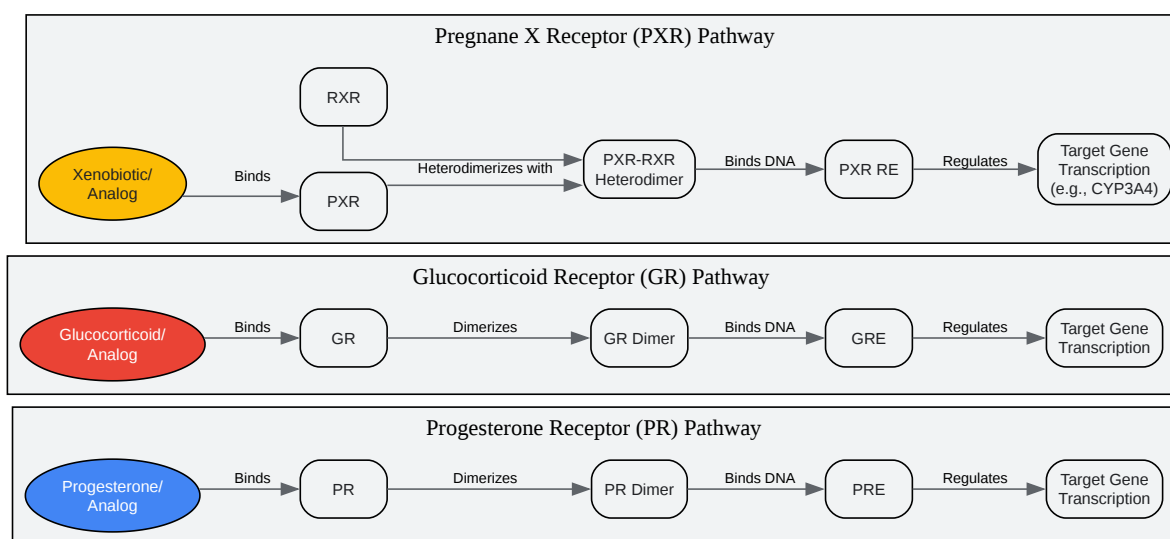 Pregnane X Receptor (PXR) Pathway
RXR
Xenobiotic/
Analog
Binds
PXR
Heterodimerizes with
PXR-RXR
Heterodimer
Binds DNA
PXR RE
Regulates
Target Gene
Transcription
(e.g., CYP3A4)
Glucocorticoid Receptor (GR) Pathway
Glucocorticoid/
Analog
Binds
GR
Dimerizes
GR Dimer
Binds DNA
GRE
Regulates
Target Gene
Transcription
Progesterone Receptor (PR) Pathway
Progesterone/
Analog
Binds
PR
Dimerizes
PR Dimer
Binds DNA
PRE
Regulates
Target Gene
Transcription